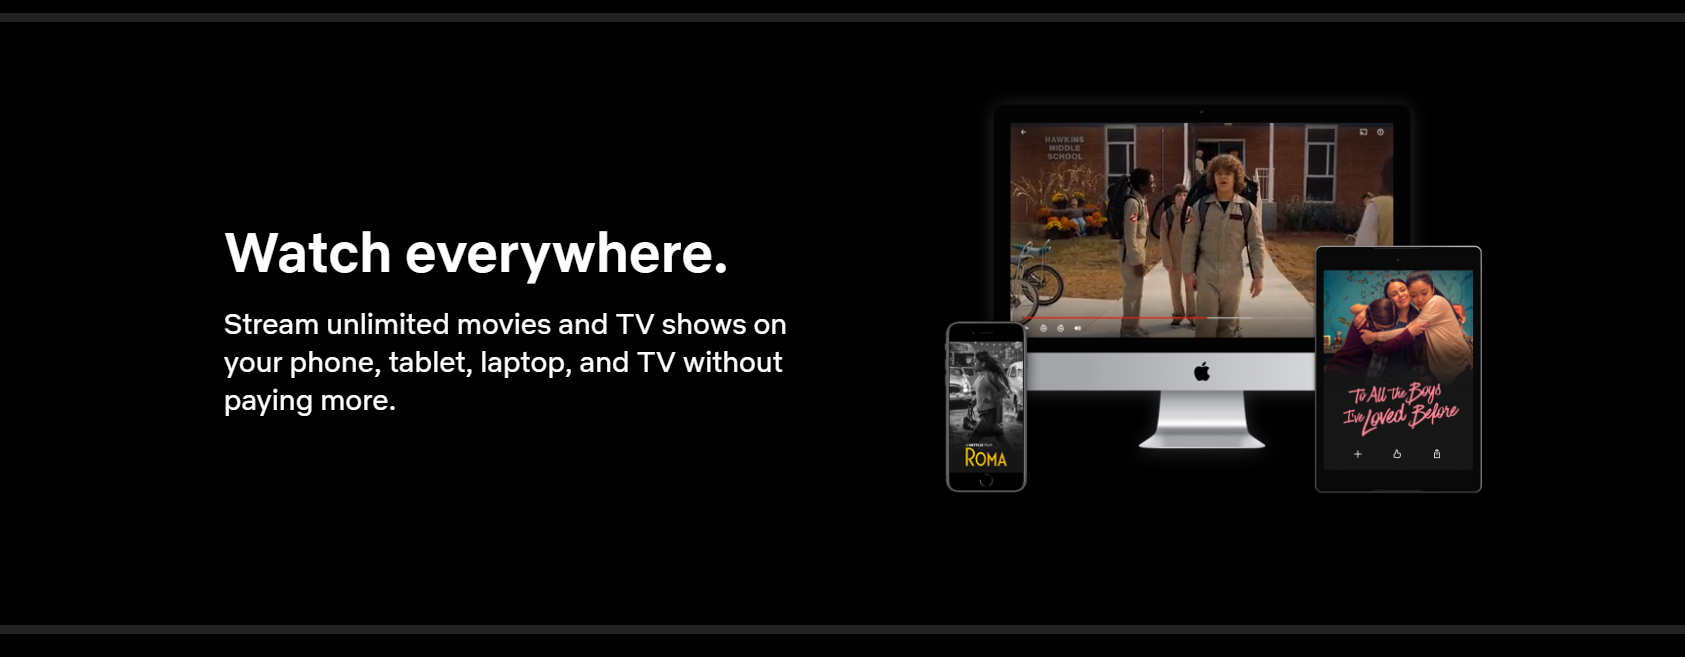 Watch everywhere.
Stream unlimited movies and TV shows on
your phone, tablet, laptop, and TV without
paying more.
HAWKINS
MIDDLE
SCHOOL
To All the Boys
I've Loved Before
A NETFLIX FILM
ROMA